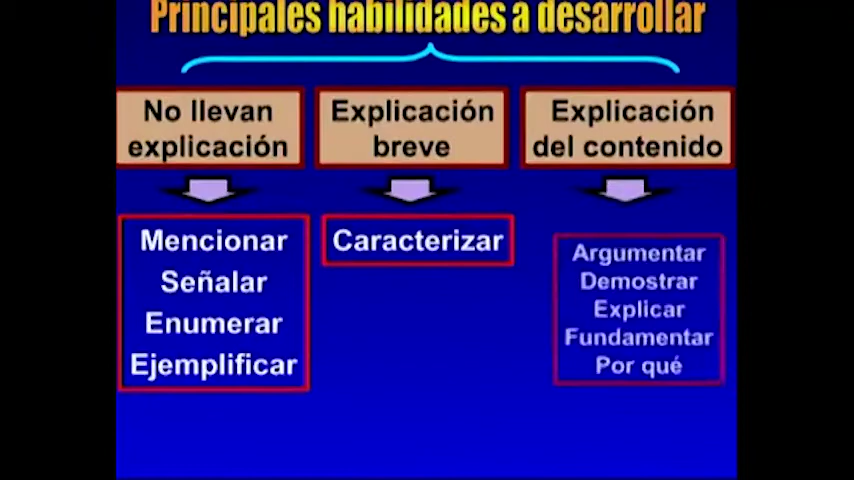 Principales habilidades a desarrollar
No llevan
explicación
Explicación
breve
Explicación
del contenido
Mencionar
Señalar
Enumerar
Ejemplificar
Caracterizar
Argumentar
Demostrar
Explicar
Fundamentar
Por qué